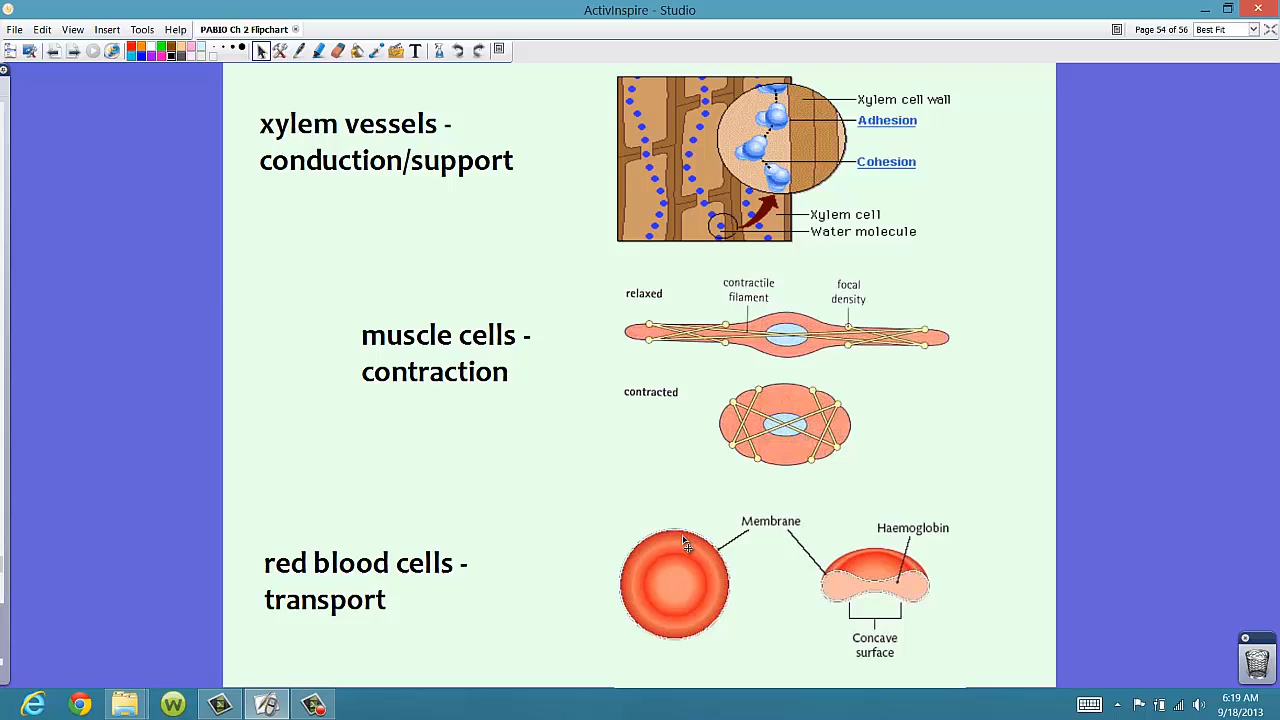 ActivInspire - Studio
File Edit View Insert Tools Help PABIO Ch 2 Flipchart Page 54 of 56 Best Fit
xylem vessels -
conduction/support
Xylem cell wall
Adhesion
Cohesion
Xylem cell
Water molecule
muscle cells -
contraction
relaxed
contractile
filament
focal
density
contracted
red blood cells -
transport
Membrane
Haemoglobin
Concave
surface
6:19 AM
9/18/2013